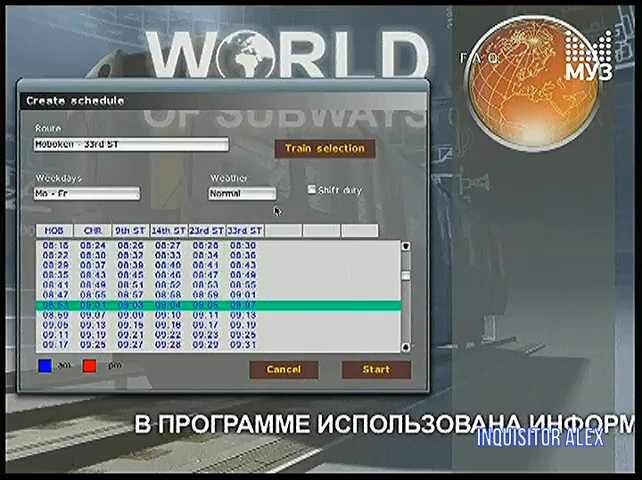 WORLD
OF SUBWAYS
F.A.Q.
МУЗ
Create schedule
Route
Hoboken - 33rd ST
Train selection
Weekdays
Weather
Mo - Fr
Normal
Shift duty
HOB CHR 9th ST 14th ST 23rd ST 33rd ST
08:16 08:24 08:26 08:27 08:28 08:30
08:22 08:30 08:32 08:33 08:34 08:36
08:29 08:37 08:39 08:40 08:41 08:43
08:35 08:43 08:45 08:46 08:47 08:49
08:41 08:49 08:51 08:52 08:53 08:55
08:47 08:55 08:57 08:58 08:59 09:01
08:53 09:01 09:03 09:04 09:05 09:07
08:59 09:07 09:09 09:10 09:11 09:13
09:05 09:13 09:15 09:16 09:17 09:19
09:11 09:19 09:21 09:22 09:23 09:25
09:17 09:25 09:27 09:28 09:29 09:31
am pm
Cancel Start
В ПРОГРАММЕ ИСПОЛЬЗОВАНА ИНФОРМ
INQUISITOR ALEX